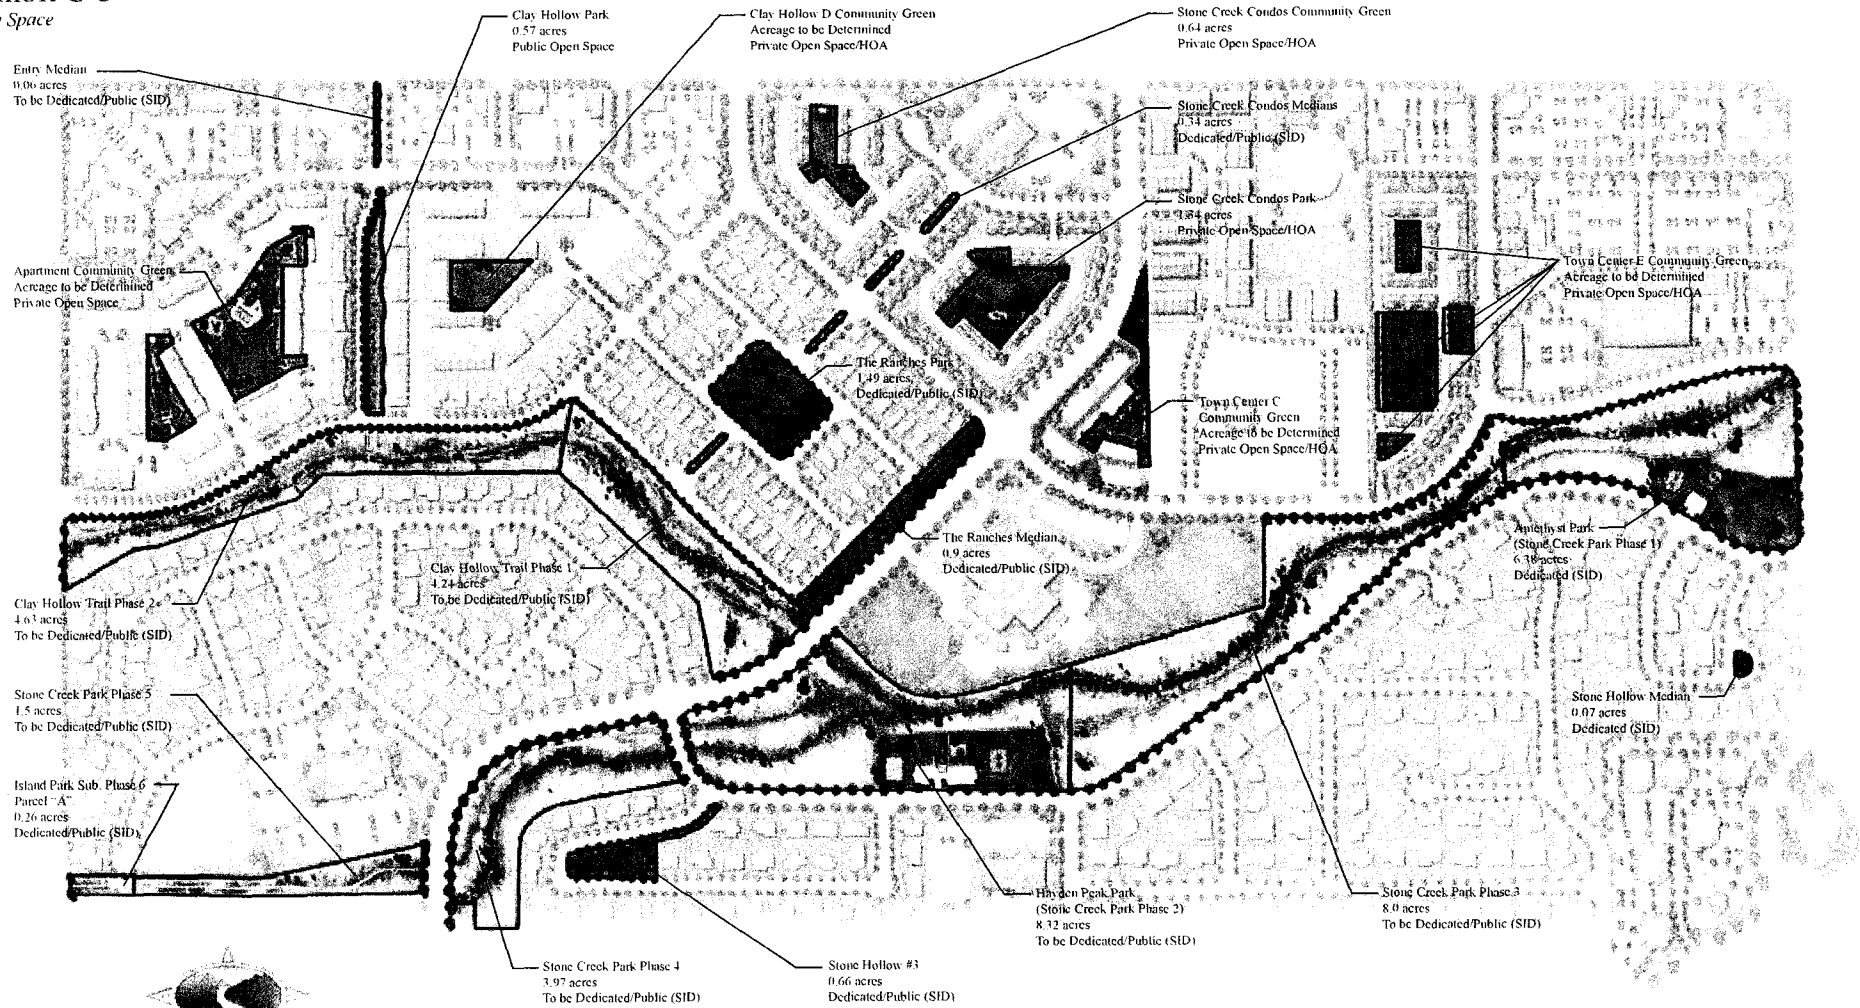 Space
Clay Hollow Park
0.57 acres
Public Open Space
Clay Hollow D Community Green
Acreage to be Determined
Private Open Space/HOA
Stone Creek Condos Community Green
0.64 acres
Private Open Space/HOA
Entry Median
0.06 acres
To be Dedicated/Public (SID)
Stone Creek Condos Medians
0.34 acres
Dedicated/Public (SID)
Stone Creek Condos Park
Private Open Space/HOA
Apartment Community Green
Acreage to be Determined
Private Open Space
Town Center E Community Green
Acreage to be Determined
Private Open Space/HOA
The Ranches Park
1.49 acres
Dedicated/Public (SID)
Town Center C
Community Green
Acreage to be Determined
Private Open Space/HOA
The Ranches Median
0.9 acres
Dedicated/Public (SID)
Amethyst Park
(Stone Creek Park Phase 1)
6.38 acres
Dedicated (SID)
Clay Hollow Trail Phase 1
4.24 acres
To be Dedicated/Public (SID)
Clay Hollow Trail Phase 2
4.63 acres
To be Dedicated/Public (SID)
Stone Creek Park Phase 5
1.5 acres
To be Dedicated/Public (SID)
Stone Hollow Median
0.07 acres
Dedicated (SID)
Island Park Sub. Phase 6
Parcel "A"
0.26 acres
Dedicated/Public (SID)
Hayden Peak Park
(Stone Creek Park Phase 2)
8.32 acres
To be Dedicated/Public (SID)
Stone Creek Park Phase 3
8.0 acres
To be Dedicated/Public (SID)
Stone Creek Park Phase 4
3.97 acres
To be Dedicated/Public (SID)
Stone Hollow #3
0.66 acres
Dedicated/Public (SID)